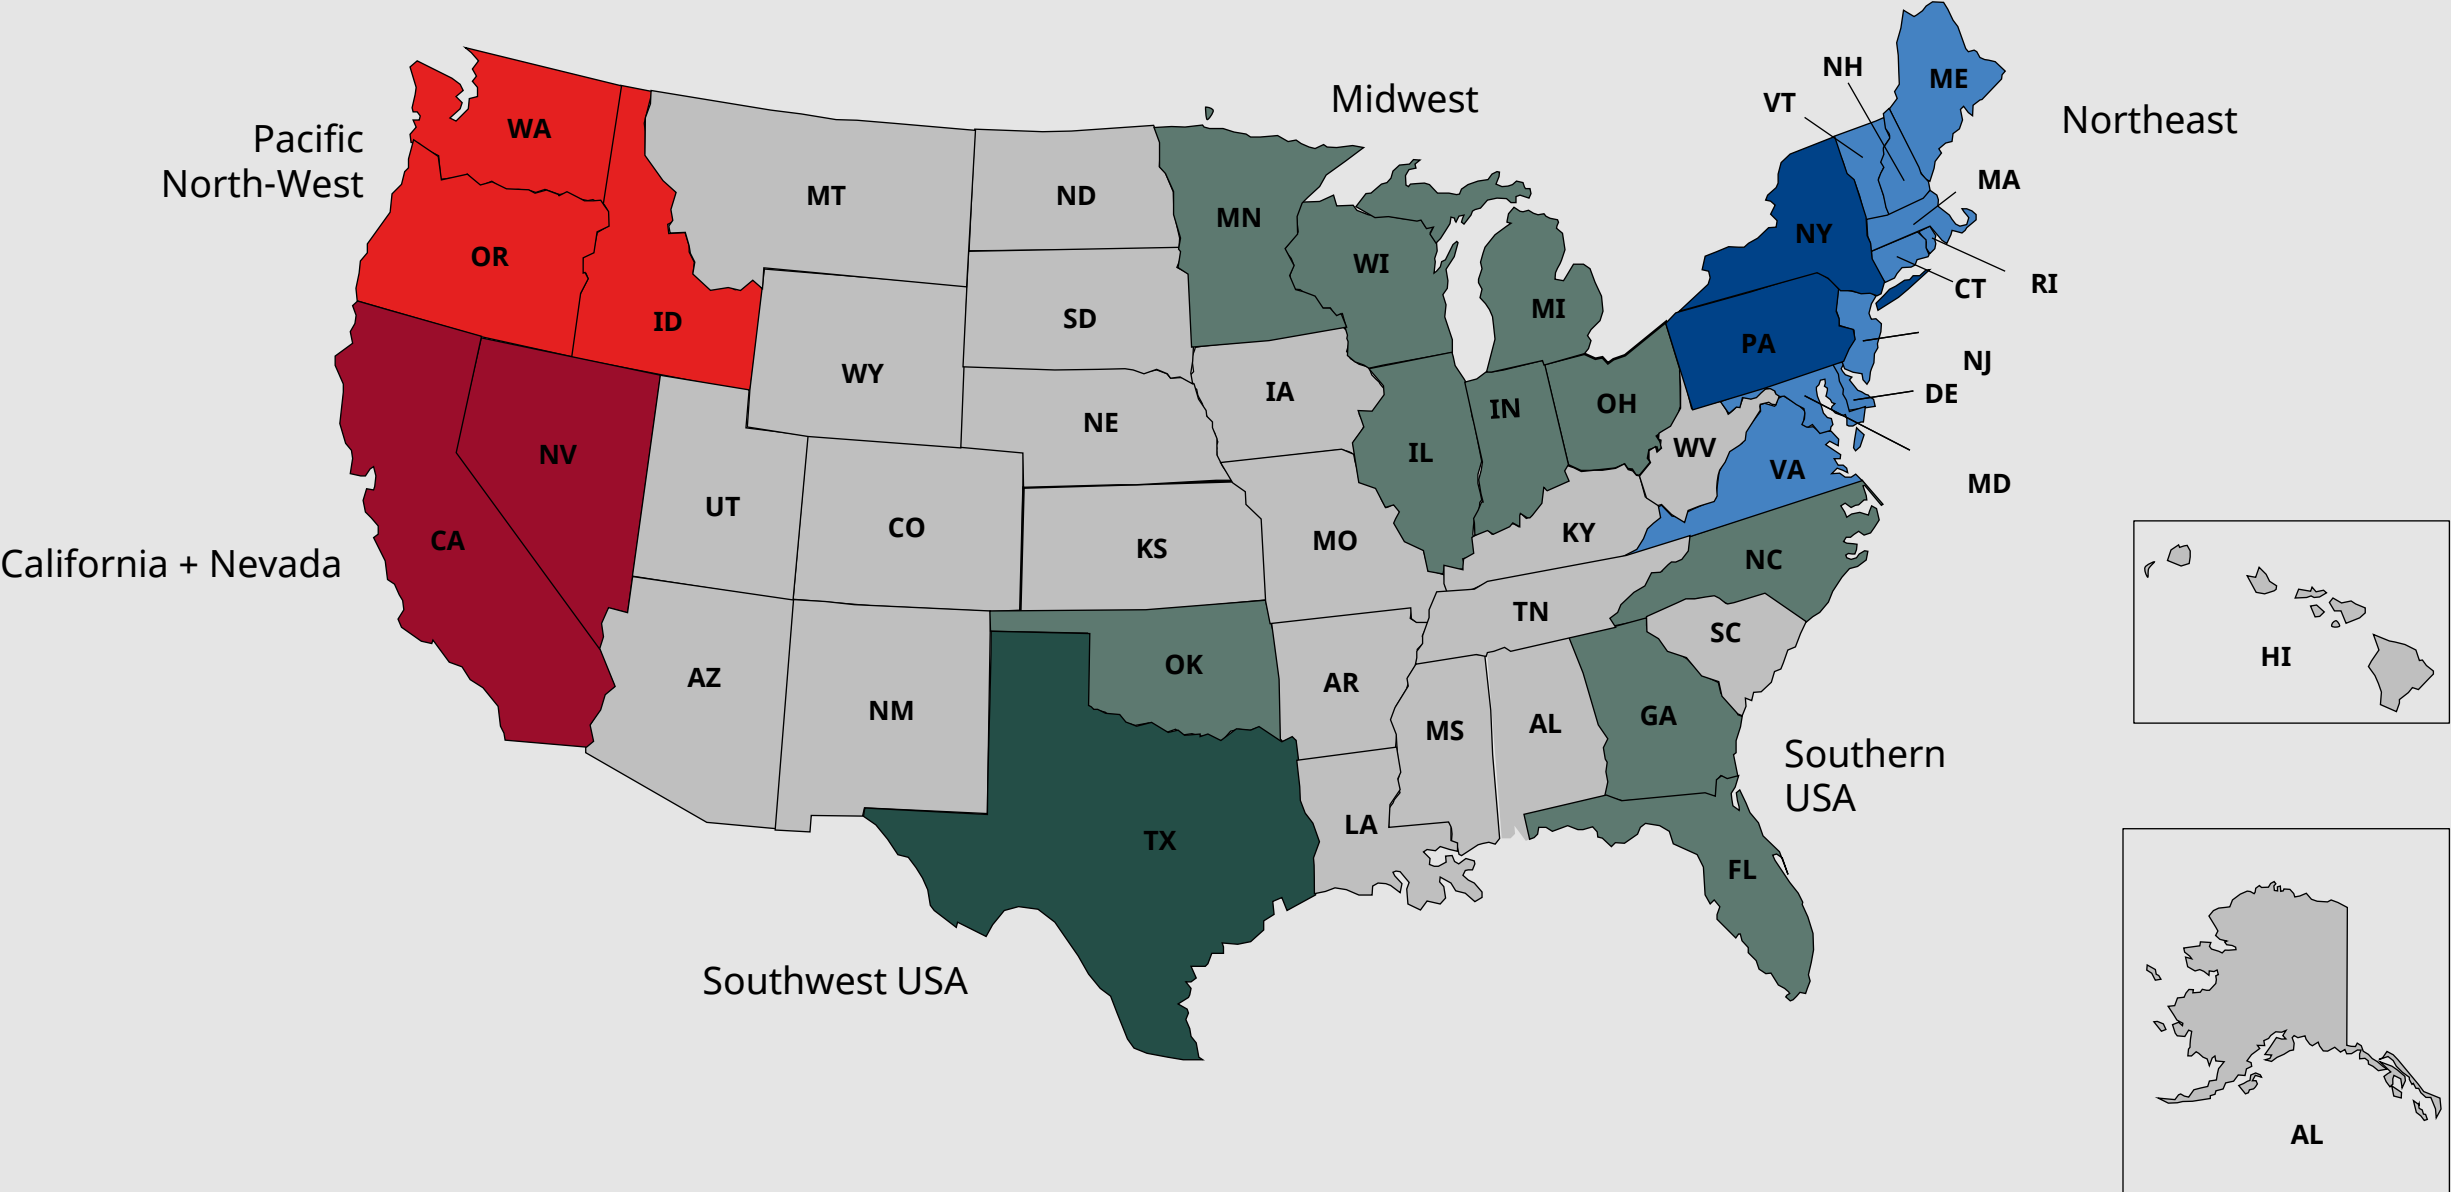 NH
ME
VT
Midwest
Northeast
Pacific
North-West
WA
MA
MT
ND
MN
NY
OR
WI
RI
CT
MI
ID
SD
PA
NJ
WY
IA
DE
NE
IN
OH
NV
IL
WV
VA
MD
UT
CO
CA
KS
MO
KY
NC
California + Nevada
TN
SC
HI
AZ
OK
AR
NM
MS
AL
GA
Southern
USA
TX
LA
FL
Southwest USA
AL